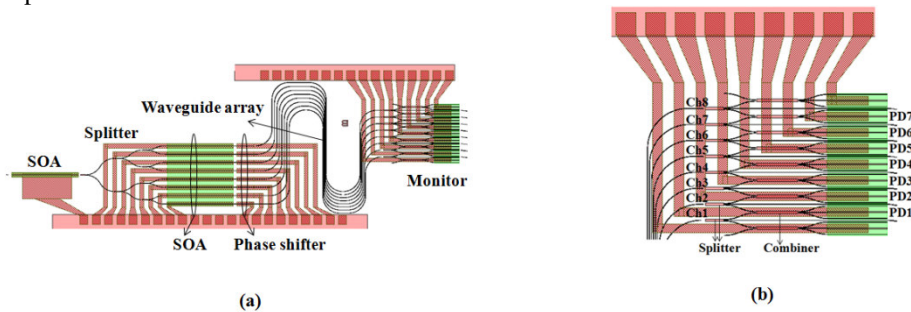 Waveguide array
Splitter
SOA
Monitor
SOA
Phase shifter
(a)
Ch8
Ch7
Ch6
Ch5
Ch4
Ch3
Ch2
Ch1
PD7
PD6
PD5
PD4
PD3
PD2
PD1
Splitter
Combiner
(b)